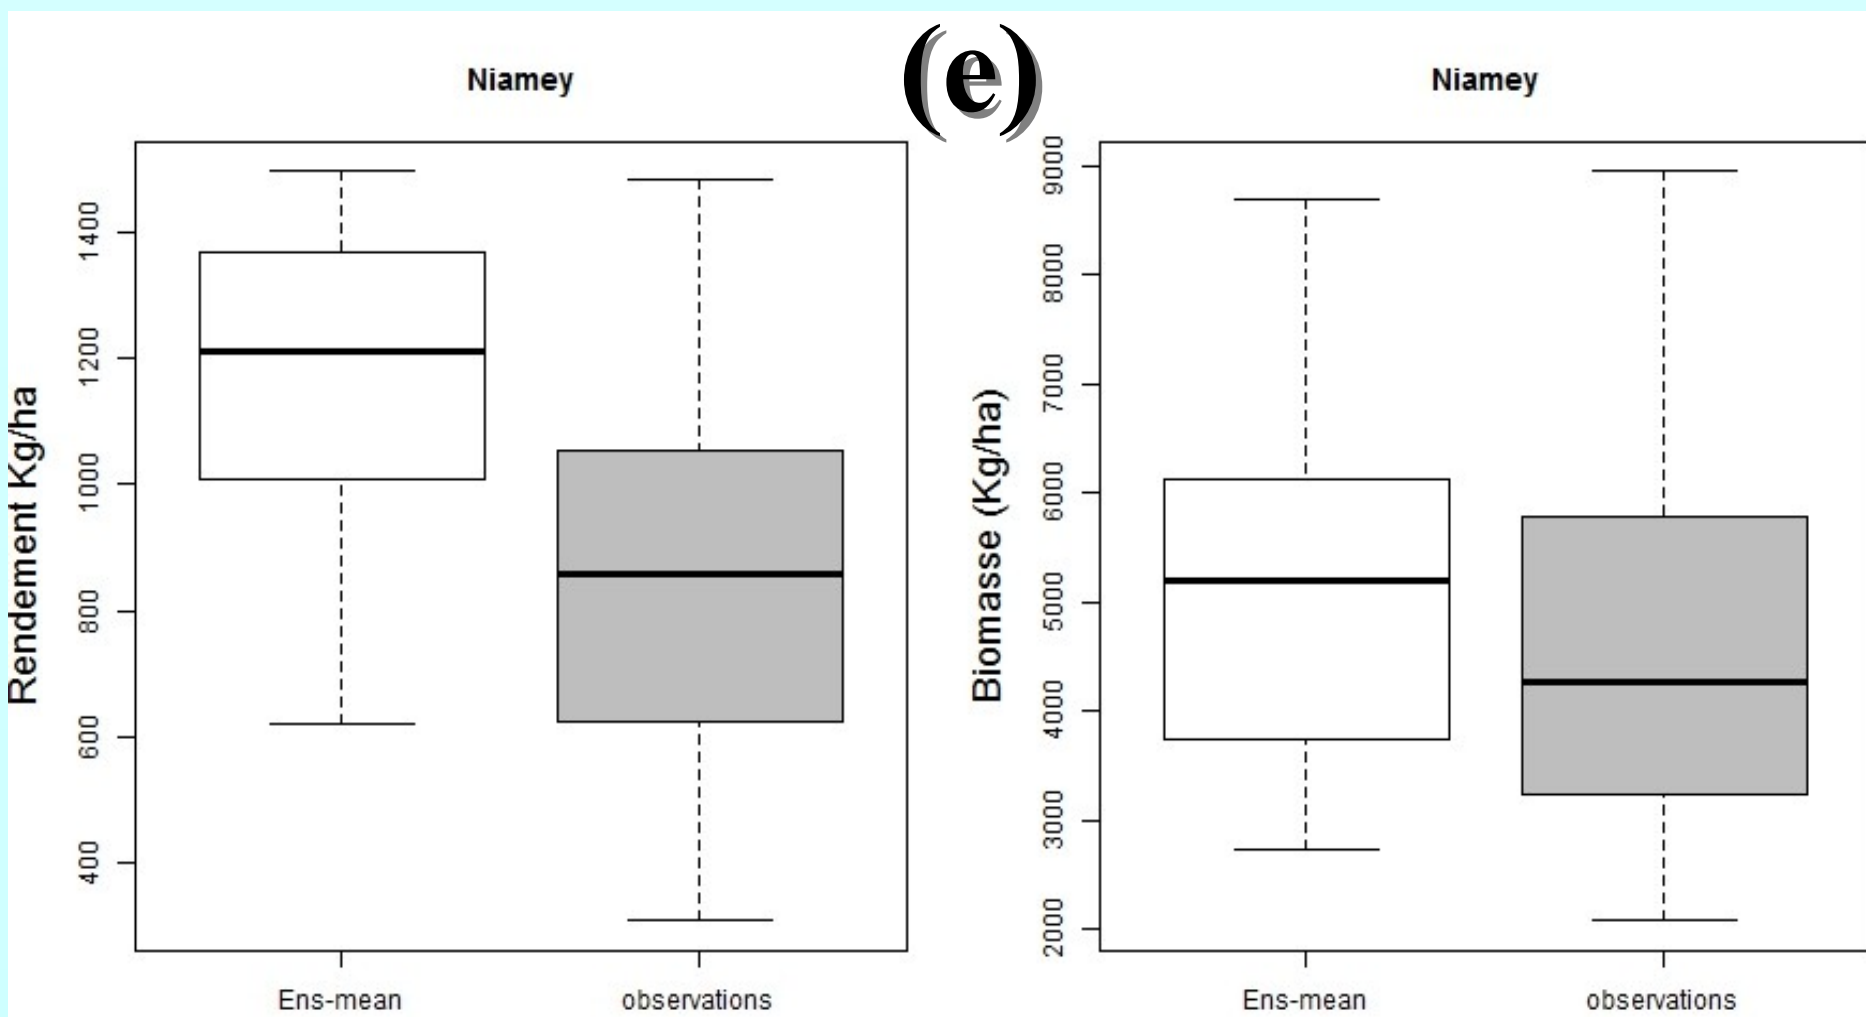 (e)
Niamey
Rendement Kg/ha
1400
1200
1000
800
600
400
Ens-mean observations
Niamey
Biomasse (Kg/ha)
9000
8000
7000
6000
5000
4000
3000
2000
Ens-mean observations